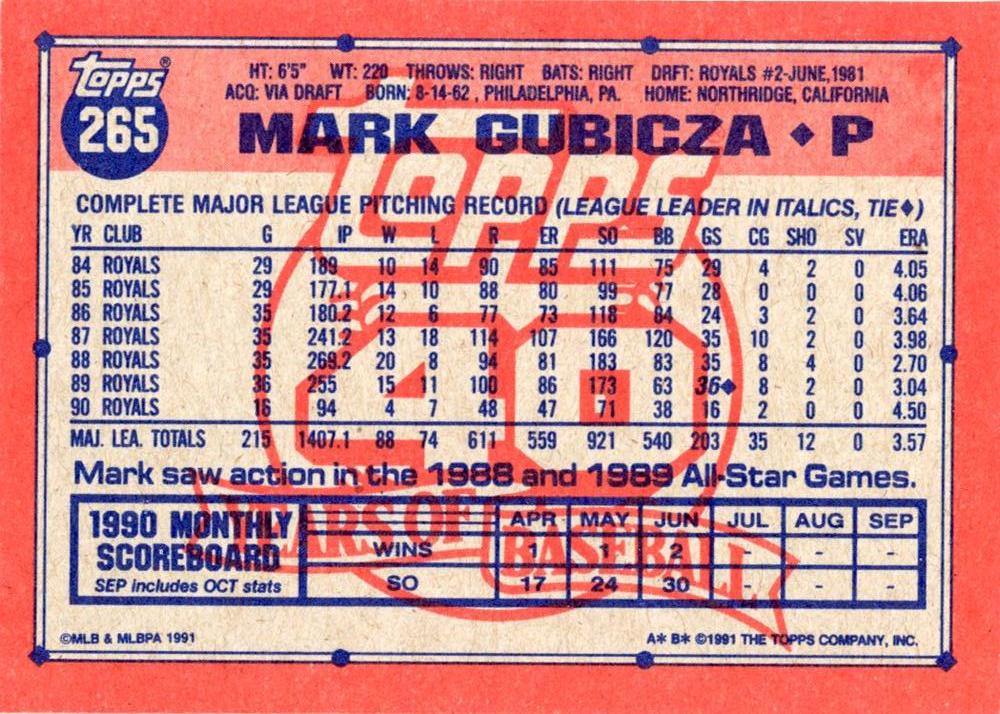 Topps®
265
HT: 6'5" WT: 220 THROWS: RIGHT BATS: RIGHT DRFT: ROYALS #2-JUNE,1981
ACQ: VIA DRAFT BORN: 8-14-62 , PHILADELPHIA, PA. HOME: NORTHRIDGE, CALIFORNIA
MARK GUBICZA ◆ P
Topps
40
YEARS OF
BASEBALL
COMPLETE MAJOR LEAGUE PITCHING RECORD (LEAGUE LEADER IN ITALICS, TIE◆)
YR CLUB G IP W L R ER SO BB GS CG SHO SV ERA
84 ROYALS 29 189 10 14 90 85 111 75 29 4 2 0 4.05
85 ROYALS 29 177.1 14 10 88 80 99 77 28 0 0 0 4.06
86 ROYALS 35 180.2 12 6 77 73 118 84 24 3 2 0 3.64
87 ROYALS 35 241.2 13 18 114 107 166 120 35 10 2 0 3.98
88 ROYALS 35 269.2 20 8 94 81 183 83 35 8 4 0 2.70
89 ROYALS 36 255 15 11 100 86 173 63 36◆ 8 2 0 3.04
90 ROYALS 16 94 4 7 48 47 71 38 16 2 0 0 4.50
MAJ. LEA. TOTALS 215 1407.1 88 74 611 559 921 540 203 35 12 0 3.57
Mark saw action in the 1988 and 1989 All-Star Games.
1990 MONTHLY
SCOREBOARD
SEP includes OCT stats
APR MAY JUN JUL AUG SEP
WINS 1 1 2 - - -
SO 17 24 30 - - -
©MLB & MLBPA 1991
A* B* ©1991 THE TOPPS COMPANY, INC.